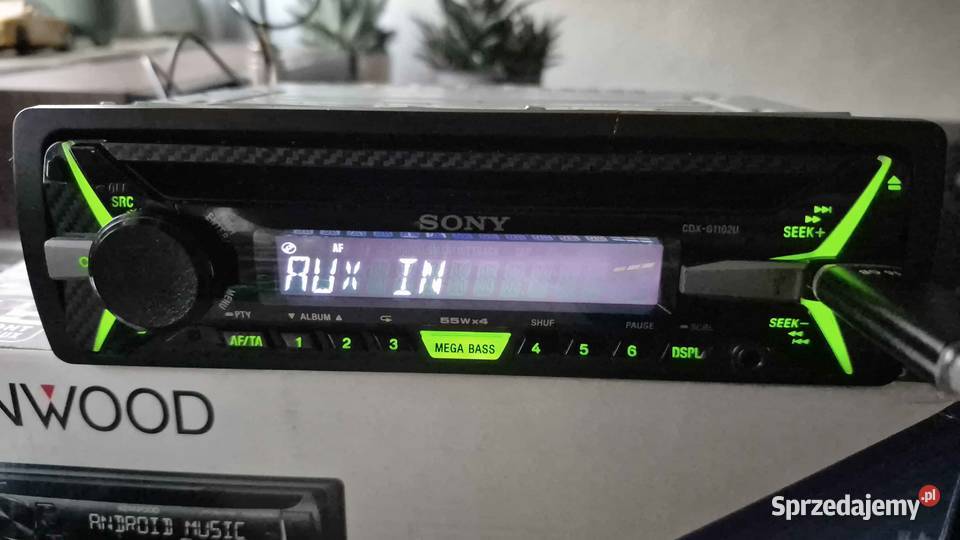 OFF
SRC
SONY
CDX-G1102U
SEEK+
AF
AUX IN
MENU
PTY
▼ ALBUM ▲
55W×4
SHUF
PAUSE
SEEK-
AF/TA
1
2
3
MEGA BASS
4
5
6
DSPL
NWOOD
ANDROID MUSIC
Sprzedajemy.pl